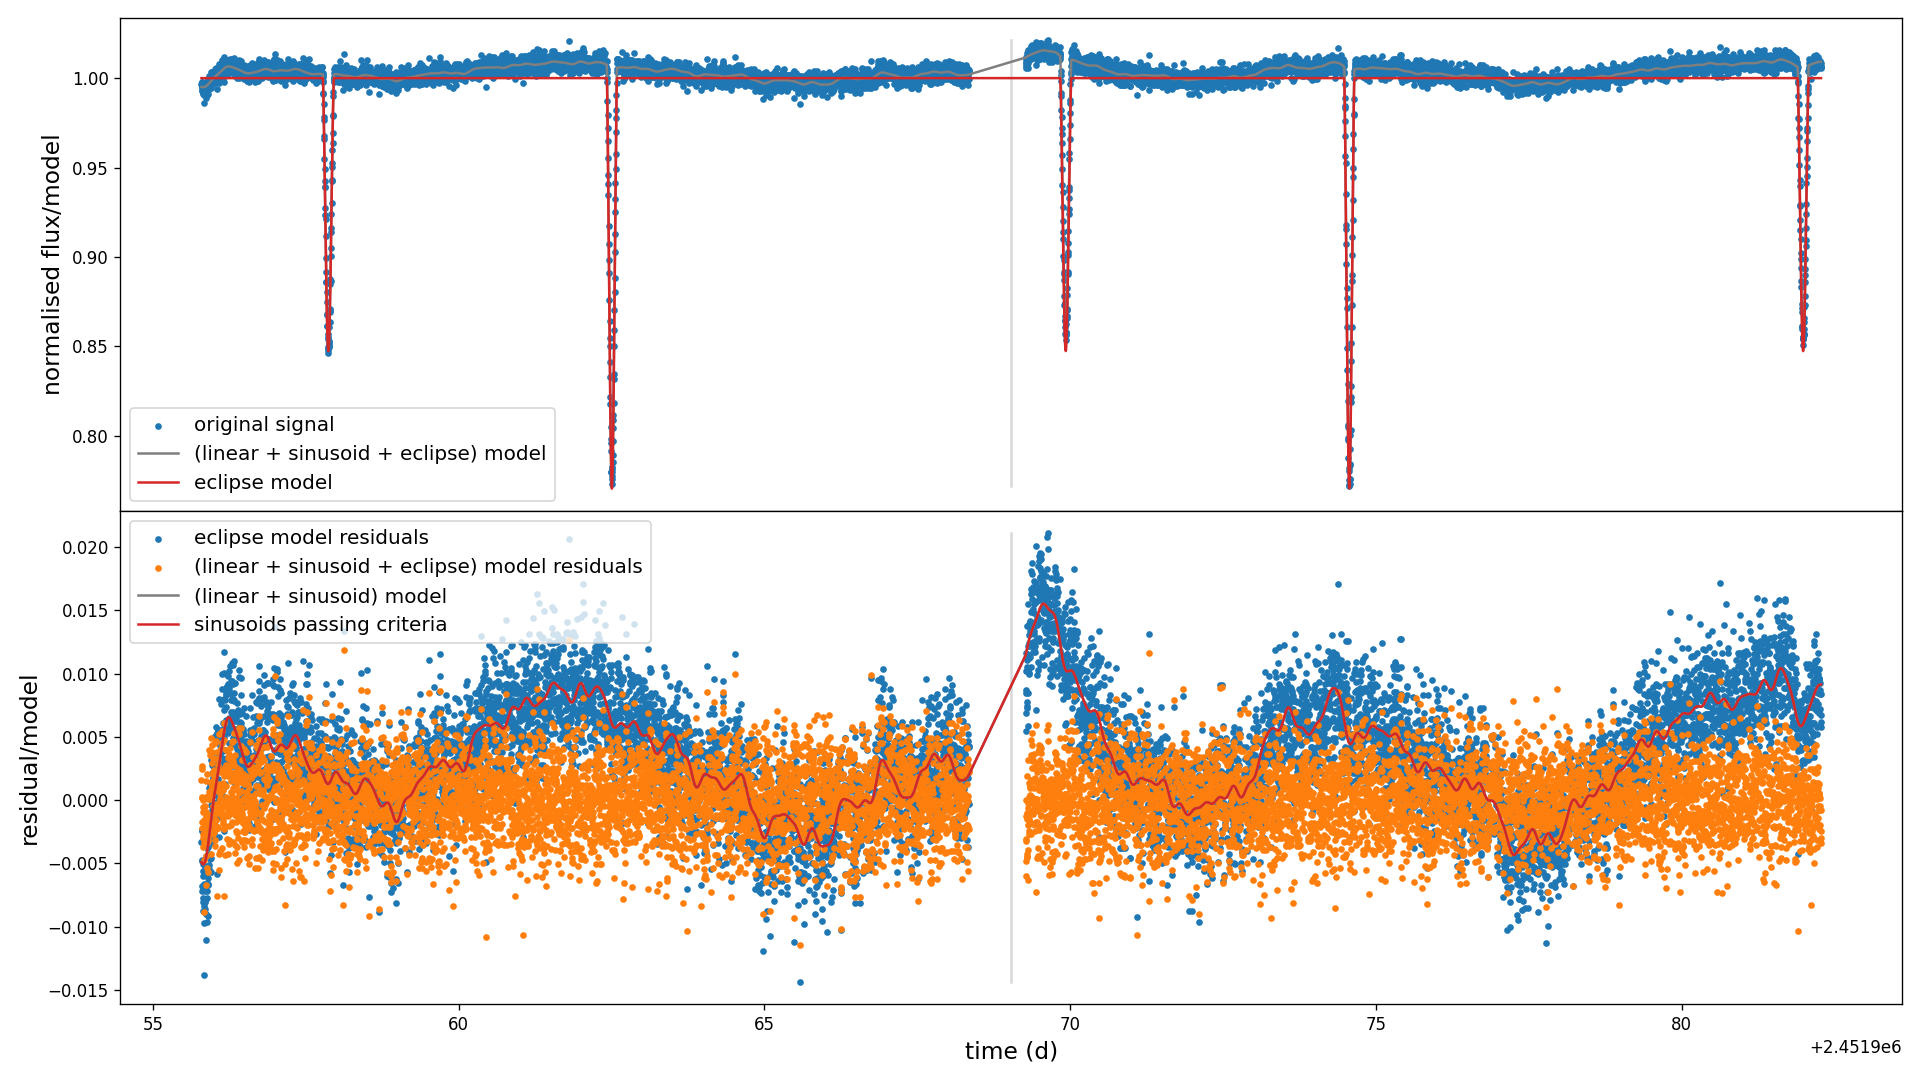 1.00
0.95
0.90
0.85
0.80
normalised flux/model
original signal
(linear + sinusoid + eclipse) model
eclipse model
0.020
0.015
0.010
0.005
0.000
−0.005
−0.010
−0.015
residual/model
eclipse model residuals
(linear + sinusoid + eclipse) model residuals
(linear + sinusoid) model
sinusoids passing criteria
55
60
65
70
75
80
time (d)
+2.4519e6